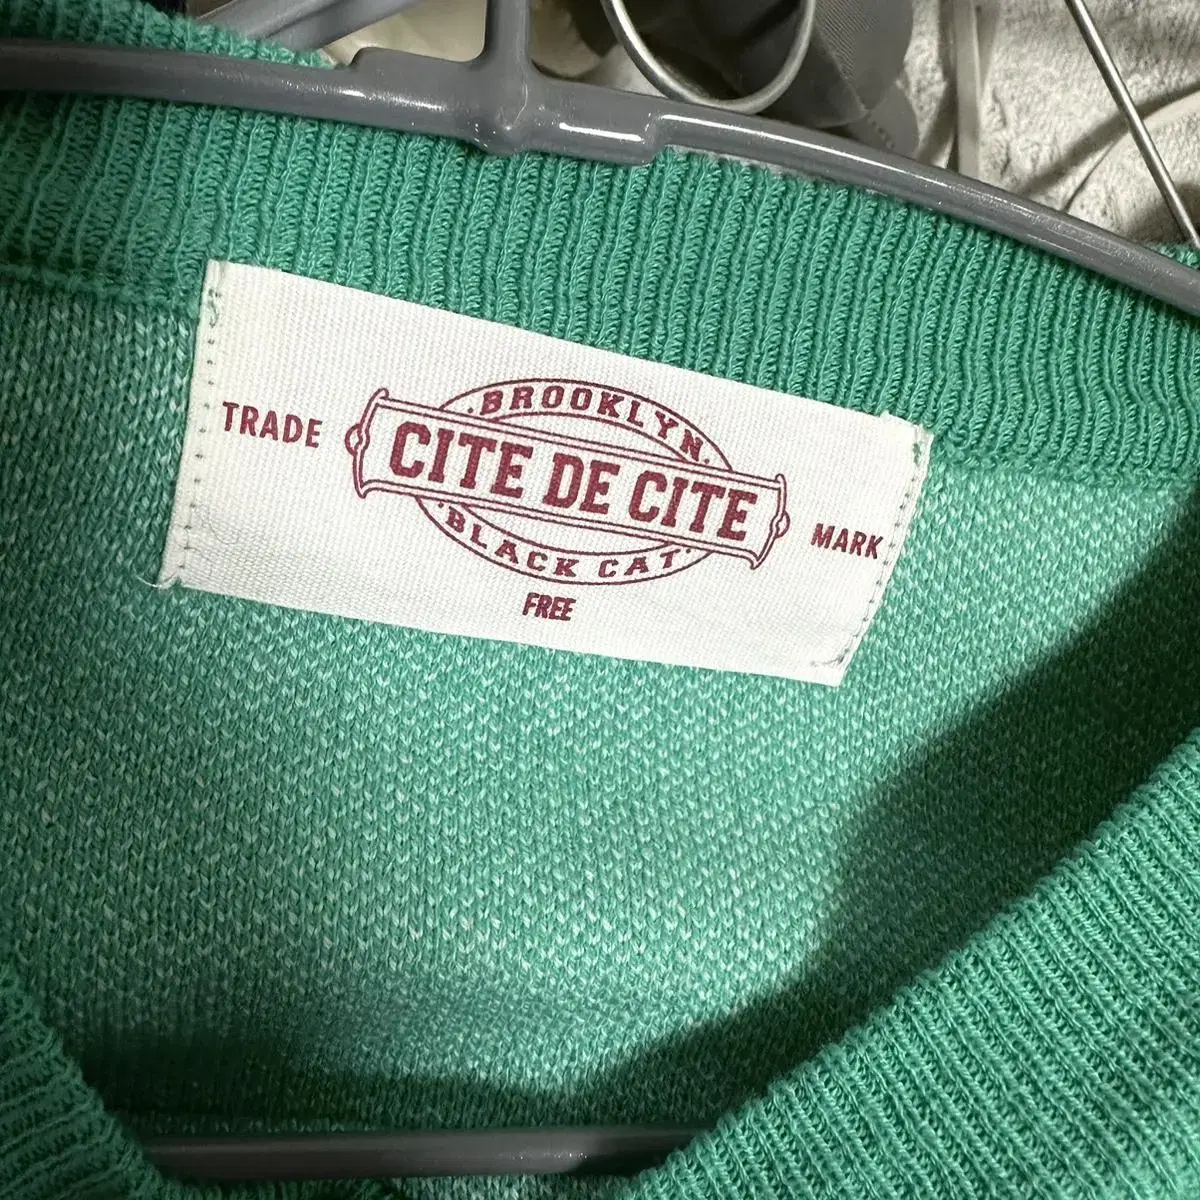 BROOKLYN
TRADE CITE DE CITE MARK
BLACK CAT
FREE